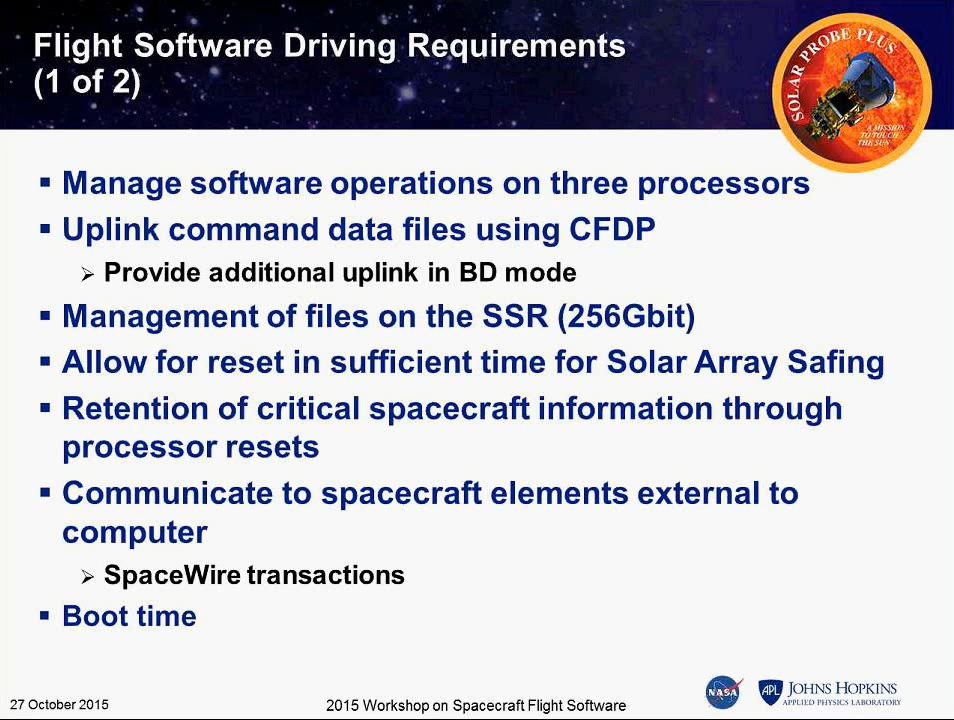 Flight Software Driving Requirements
(1 of 2)
SOLAR PROBE PLUS
A MISSION
TO TOUCH
THE SUN
▪ Manage software operations on three processors
▪ Uplink command data files using CFDP
➢ Provide additional uplink in BD mode
▪ Management of files on the SSR (256Gbit)
▪ Allow for reset in sufficient time for Solar Array Safing
▪ Retention of critical spacecraft information through
processor resets
▪ Communicate to spacecraft elements external to
computer
➢ SpaceWire transactions
▪ Boot time
27 October 2015
2015 Workshop on Spacecraft Flight Software
NASA
APL
JOHNS HOPKINS
APPLIED PHYSICS LABORATORY